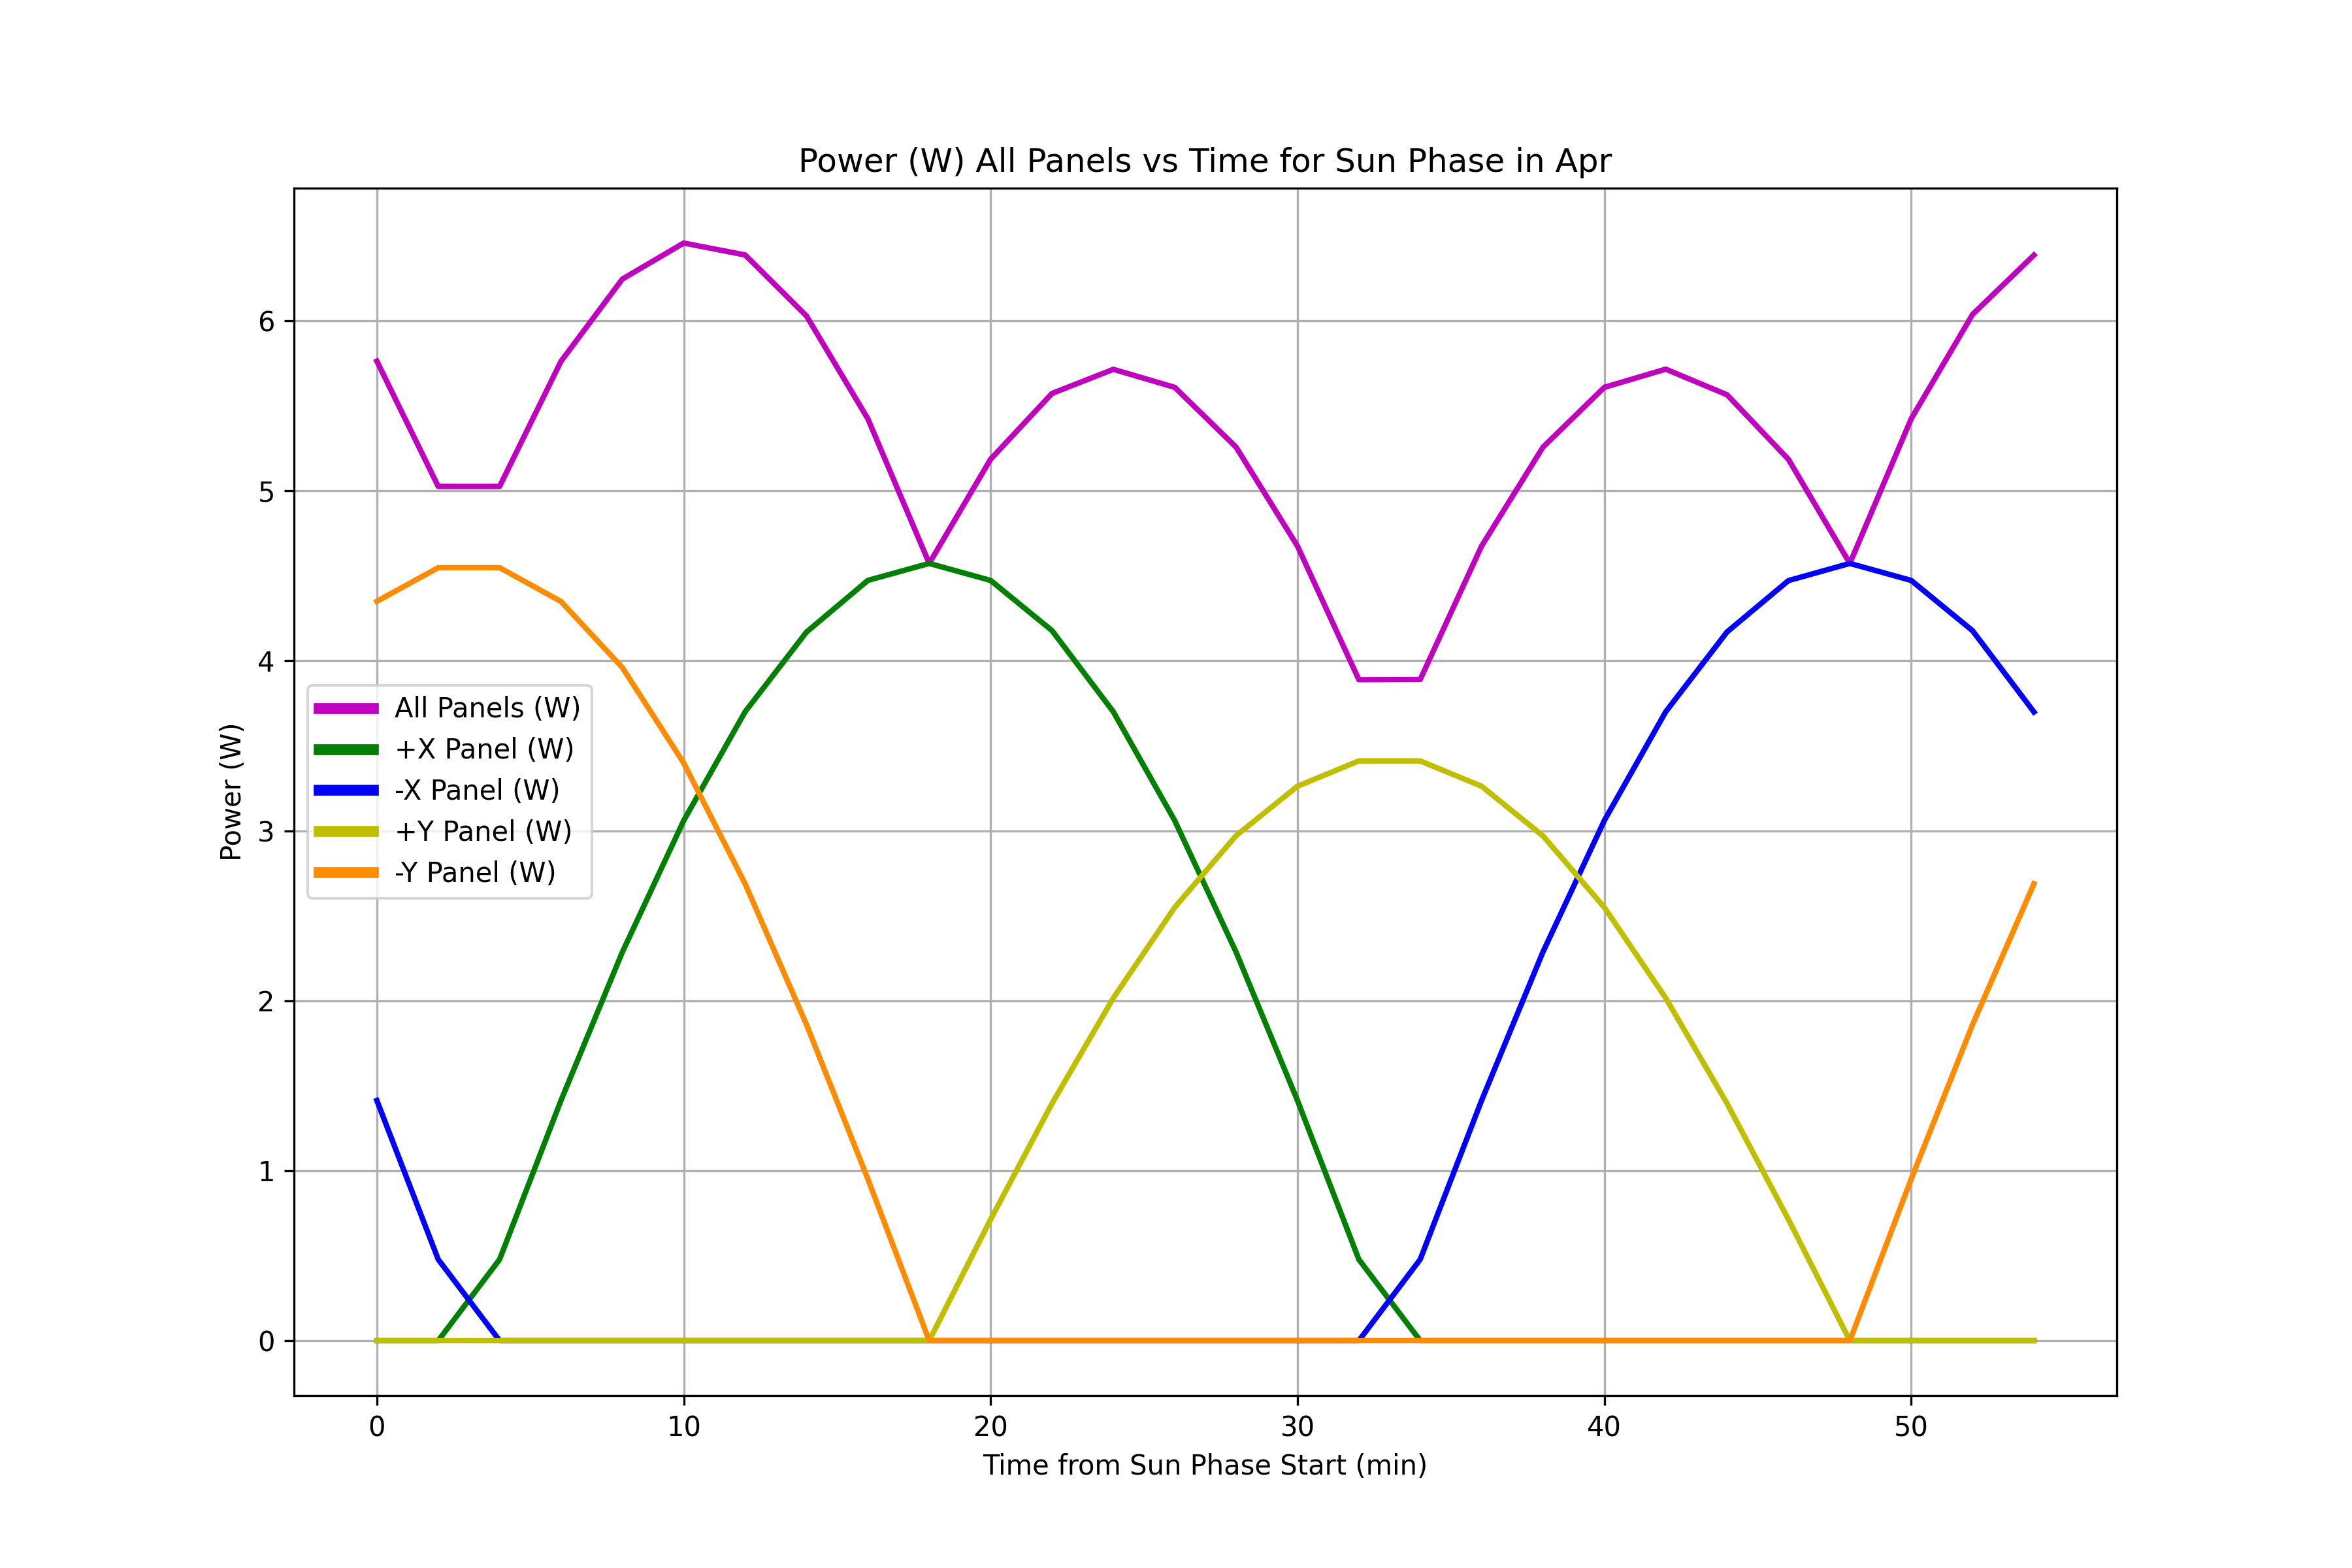 Power (W) All Panels vs Time for Sun Phase in Apr
6
5
4
3
2
1
0
Power (W)
All Panels (W)
+X Panel (W)
-X Panel (W)
+Y Panel (W)
-Y Panel (W)
0 10 20 30 40 50
Time from Sun Phase Start (min)